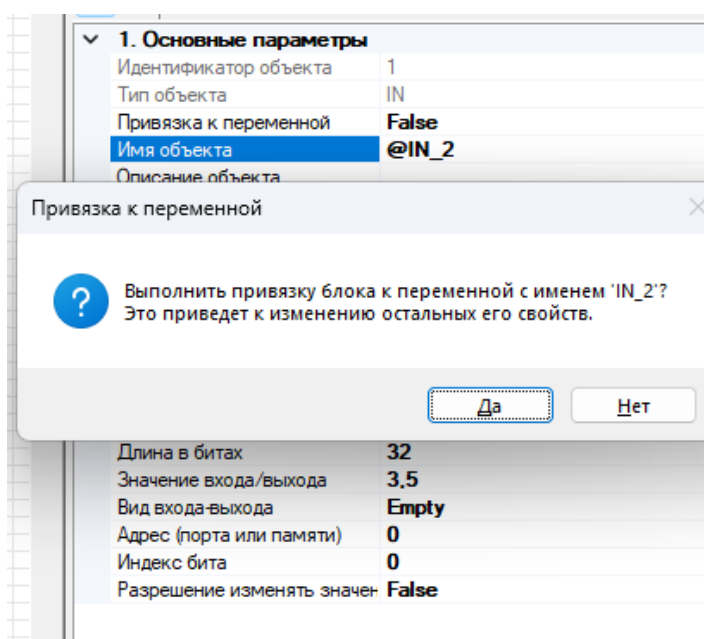 1. Основные параметры
Идентификатор объекта 1
Тип объекта IN
Привязка к переменной False
Имя объекта @IN_2
Описание объекта
Привязка к переменной
Выполнить привязку блока к переменной с именем 'IN_2'?
Это приведет к изменению остальных его свойств.
Да Нет
Длина в битах 32
Значение входа/выхода 3,5
Вид входа-выхода Empty
Адрес (порта или памяти) 0
Индекс бита 0
Разрешение изменять значен False